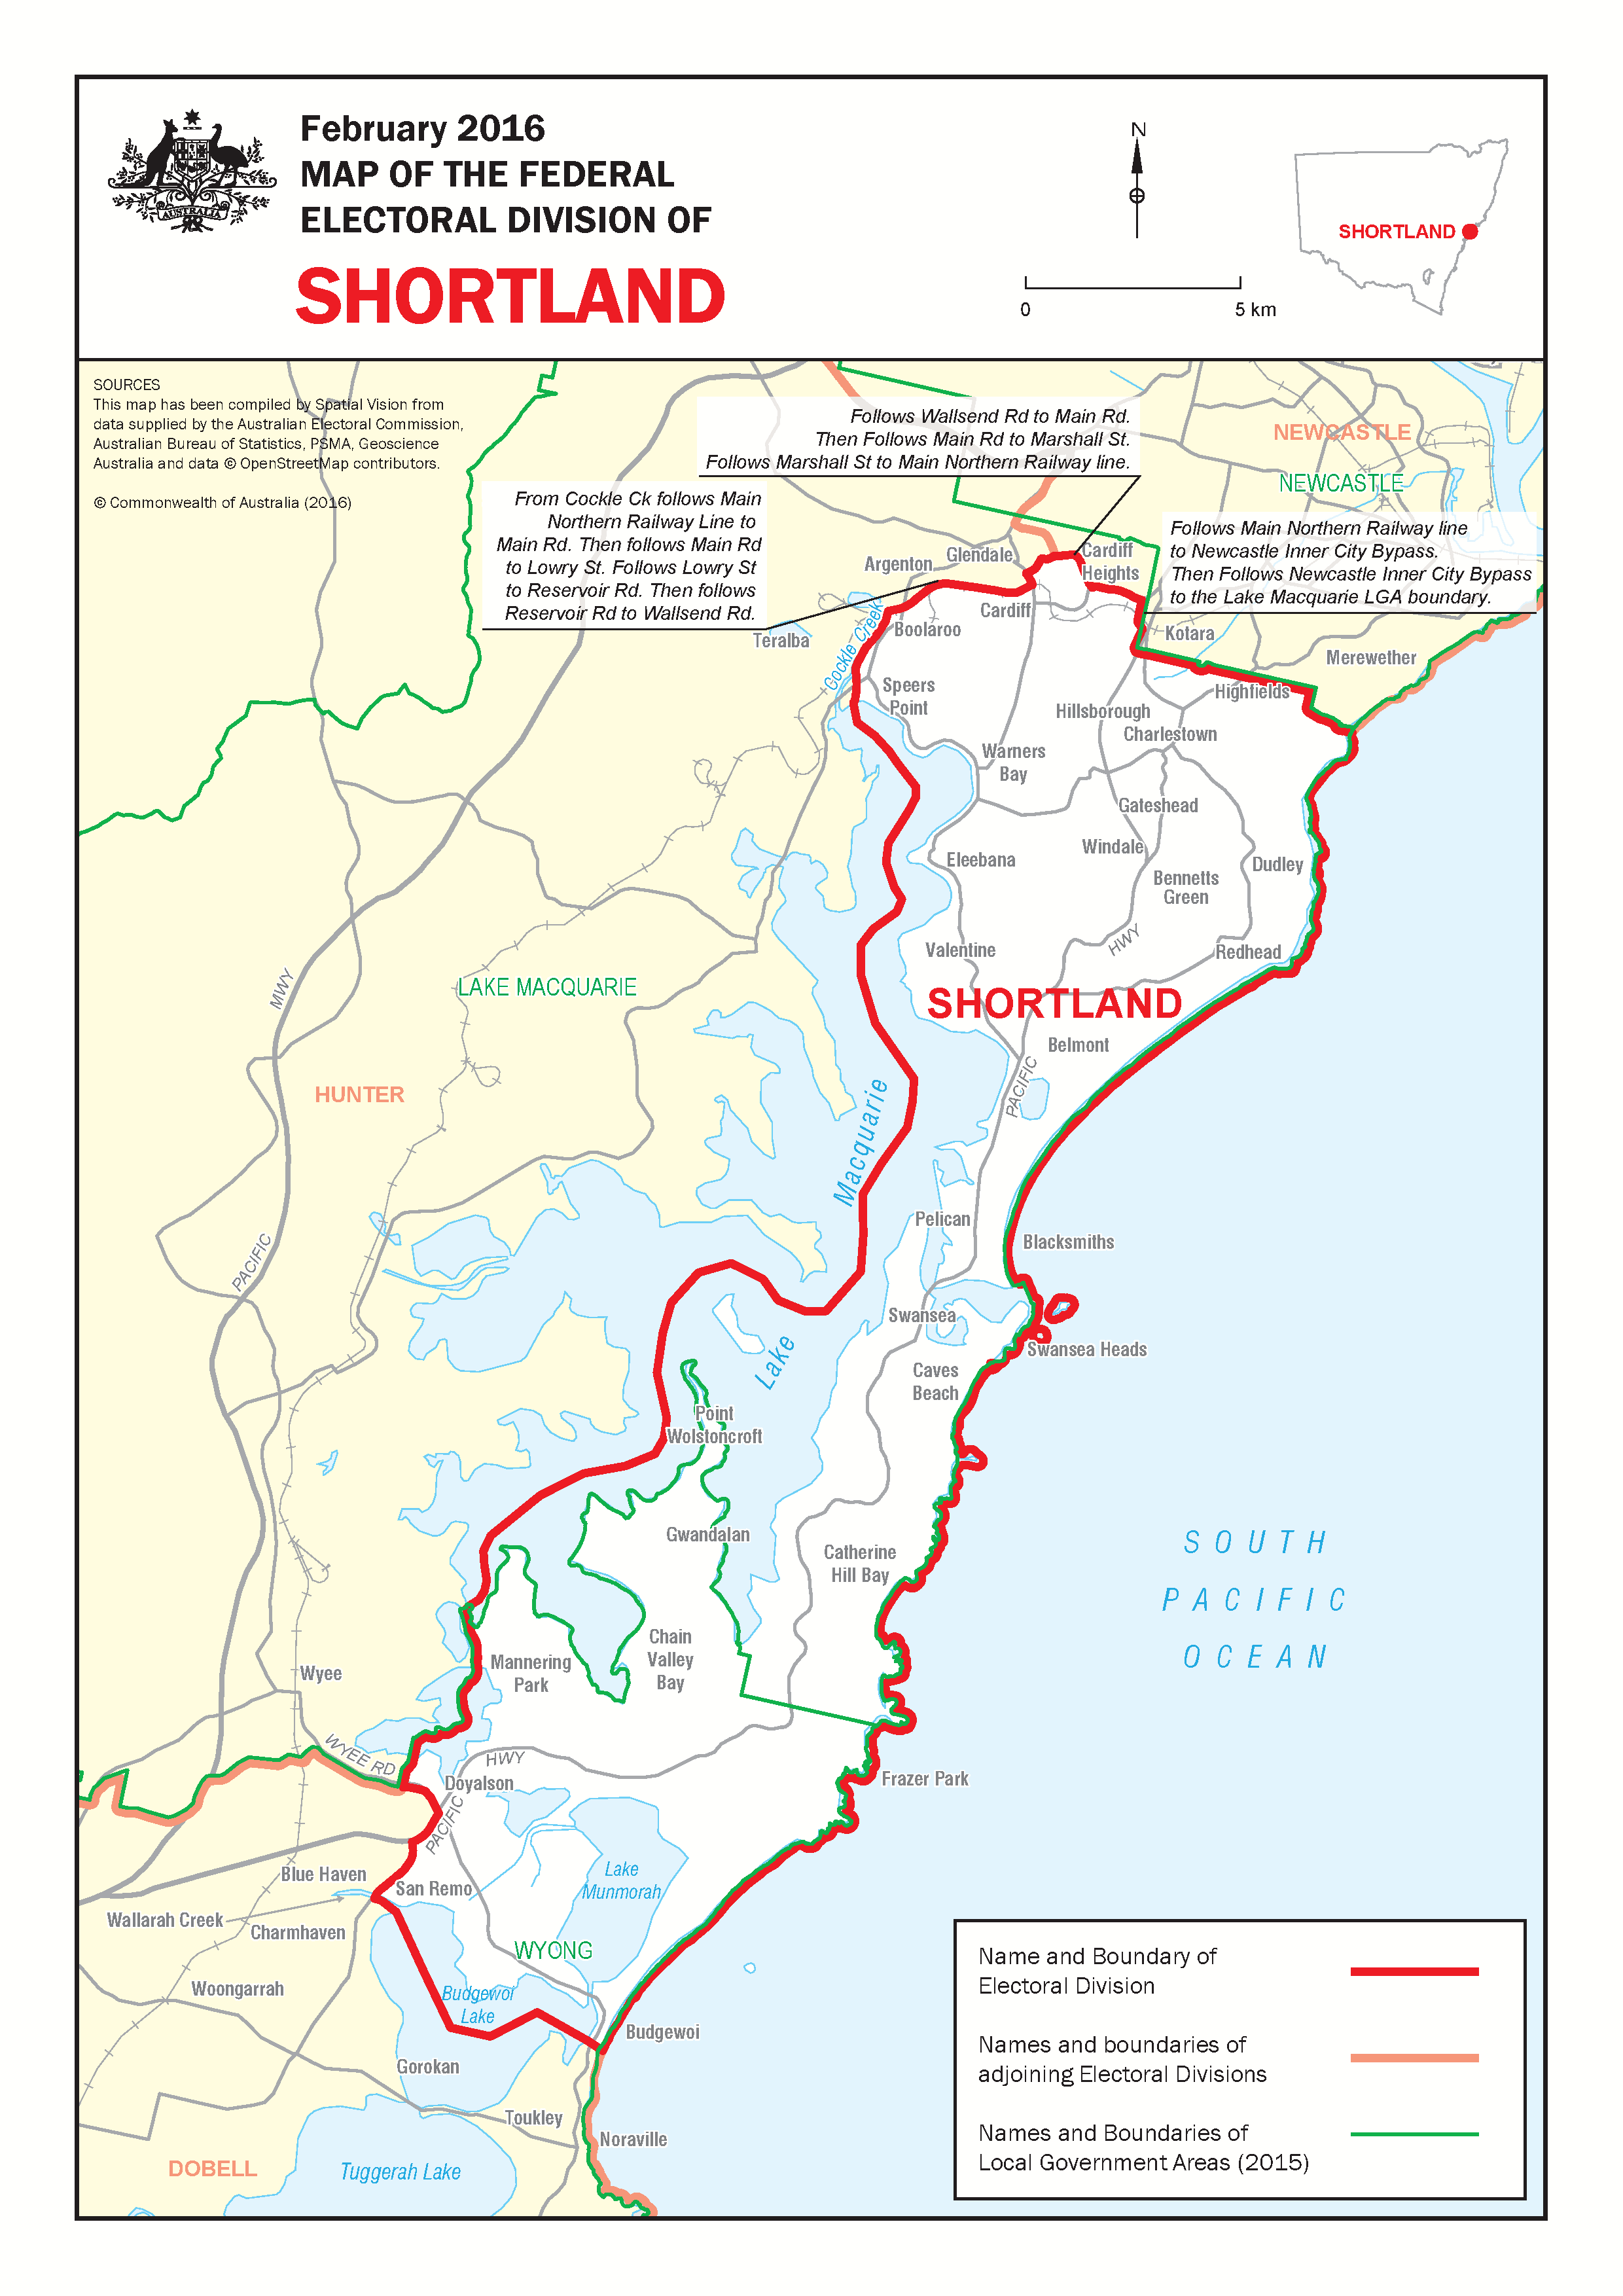 February 2016
MAP OF THE FEDERAL
ELECTORAL DIVISION OF
SHORTLAND
AUSTRALIA
N
0
5 km
SHORTLAND
SOURCES
This map has been compiled by Spatial Vision from
data supplied by the Australian Electoral Commission,
Australian Bureau of Statistics, PSMA, Geoscience
Australia and data © OpenStreetMap contributors.
© Commonwealth of Australia (2016)
Follows Wallsend Rd to Main Rd.
Then Follows Main Rd to Marshall St.
Follows Marshall St to Main Northern Railway line.
From Cockle Ck follows Main
Northern Railway Line to
Main Rd. Then follows Main Rd
to Lowry St. Follows Lowry St
to Reservoir Rd. Then follows
Reservoir Rd to Wallsend Rd.
Follows Main Northern Railway line
to Newcastle Inner City Bypass.
Then Follows Newcastle Inner City Bypass
to the Lake Macquarie LGA boundary.
NEWCASTLE
NEWCASTLE
Argenton
Glendale
Cardiff
Heights
Cardiff
Boolaroo
Teralba
Cockle Creek
Kotara
Merewether
Speers
Point
Highfields
Hillsborough
Charlestown
Warners
Bay
Gateshead
Windale
Eleebana
Dudley
Bennetts
Green
HWY
Valentine
Redhead
MWY
LAKE MACQUARIE
SHORTLAND
Belmont
PACIFIC
HUNTER
Macquarie
Pelican
Blacksmiths
PACIFIC
Swansea
Swansea Heads
Lake
Caves
Beach
Point
Wolstoncroft
Gwandalan
Catherine
Hill Bay
SOUTH
PACIFIC
OCEAN
Chain
Valley
Bay
Mannering
Park
Wyee
WYEE RD
HWY
Doyalson
Frazer Park
PACIFIC
Blue Haven
San Remo
Lake
Munmorah
Wallarah Creek
Charmhaven
WYONG
Woongarrah
Budgewoi
Lake
Budgewoi
Gorokan
Toukley
Noraville
DOBELL
Tuggerah Lake
Name and Boundary of
Electoral Division
Names and boundaries of
adjoining Electoral Divisions
Names and Boundaries of
Local Government Areas (2015)